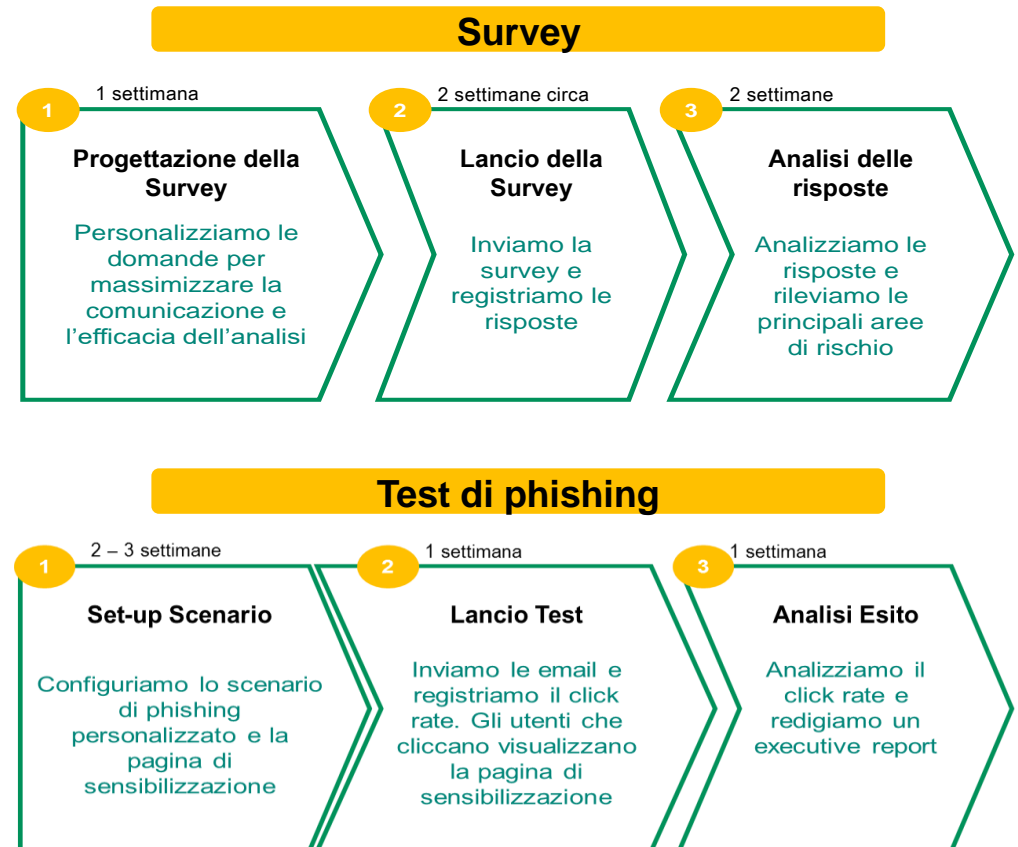 Survey
1
1 settimana
Progettazione della
Survey
Personalizziamo le
domande per
massimizzare la
comunicazione e
l’efficacia dell’analisi
2
2 settimane circa
Lancio della
Survey
Inviamo la
survey e
registriamo le
risposte
3
2 settimane
Analisi delle
risposte
Analizziamo le
risposte e
rileviamo le
principali aree
di rischio
Test di phishing
1
2 – 3 settimane
Set-up Scenario
Configuriamo lo scenario
di phishing
personalizzato e la
pagina di
sensibilizzazione
2
1 settimana
Lancio Test
Inviamo le email e
registriamo il click
rate. Gli utenti che
cliccano visualizzano
la pagina di
sensibilizzazione
3
1 settimana
Analisi Esito
Analizziamo il
click rate e
redigiamo un
executive report